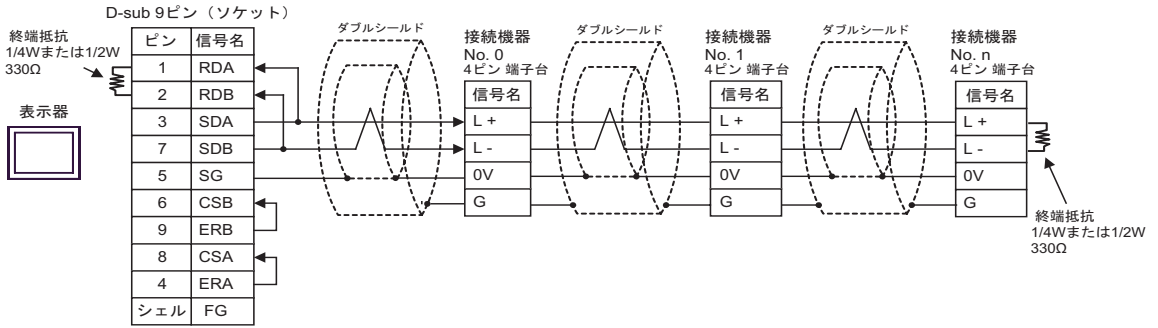 D-sub 9ピン（ソケット）
終端抵抗
1/4Wまたは1/2W
330Ω
表示器
ピン 信号名
1 RDA
2 RDB
3 SDA
7 SDB
5 SG
6 CSB
9 ERB
8 CSA
4 ERA
シェル FG
ダブルシールド
接続機器
No. 0
4ピン 端子台
信号名
L +
L -
0V
G
ダブルシールド
接続機器
No. 1
4ピン 端子台
信号名
L +
L -
0V
G
ダブルシールド
接続機器
No. n
4ピン 端子台
信号名
L +
L -
0V
G
終端抵抗
1/4Wまたは1/2W
330Ω